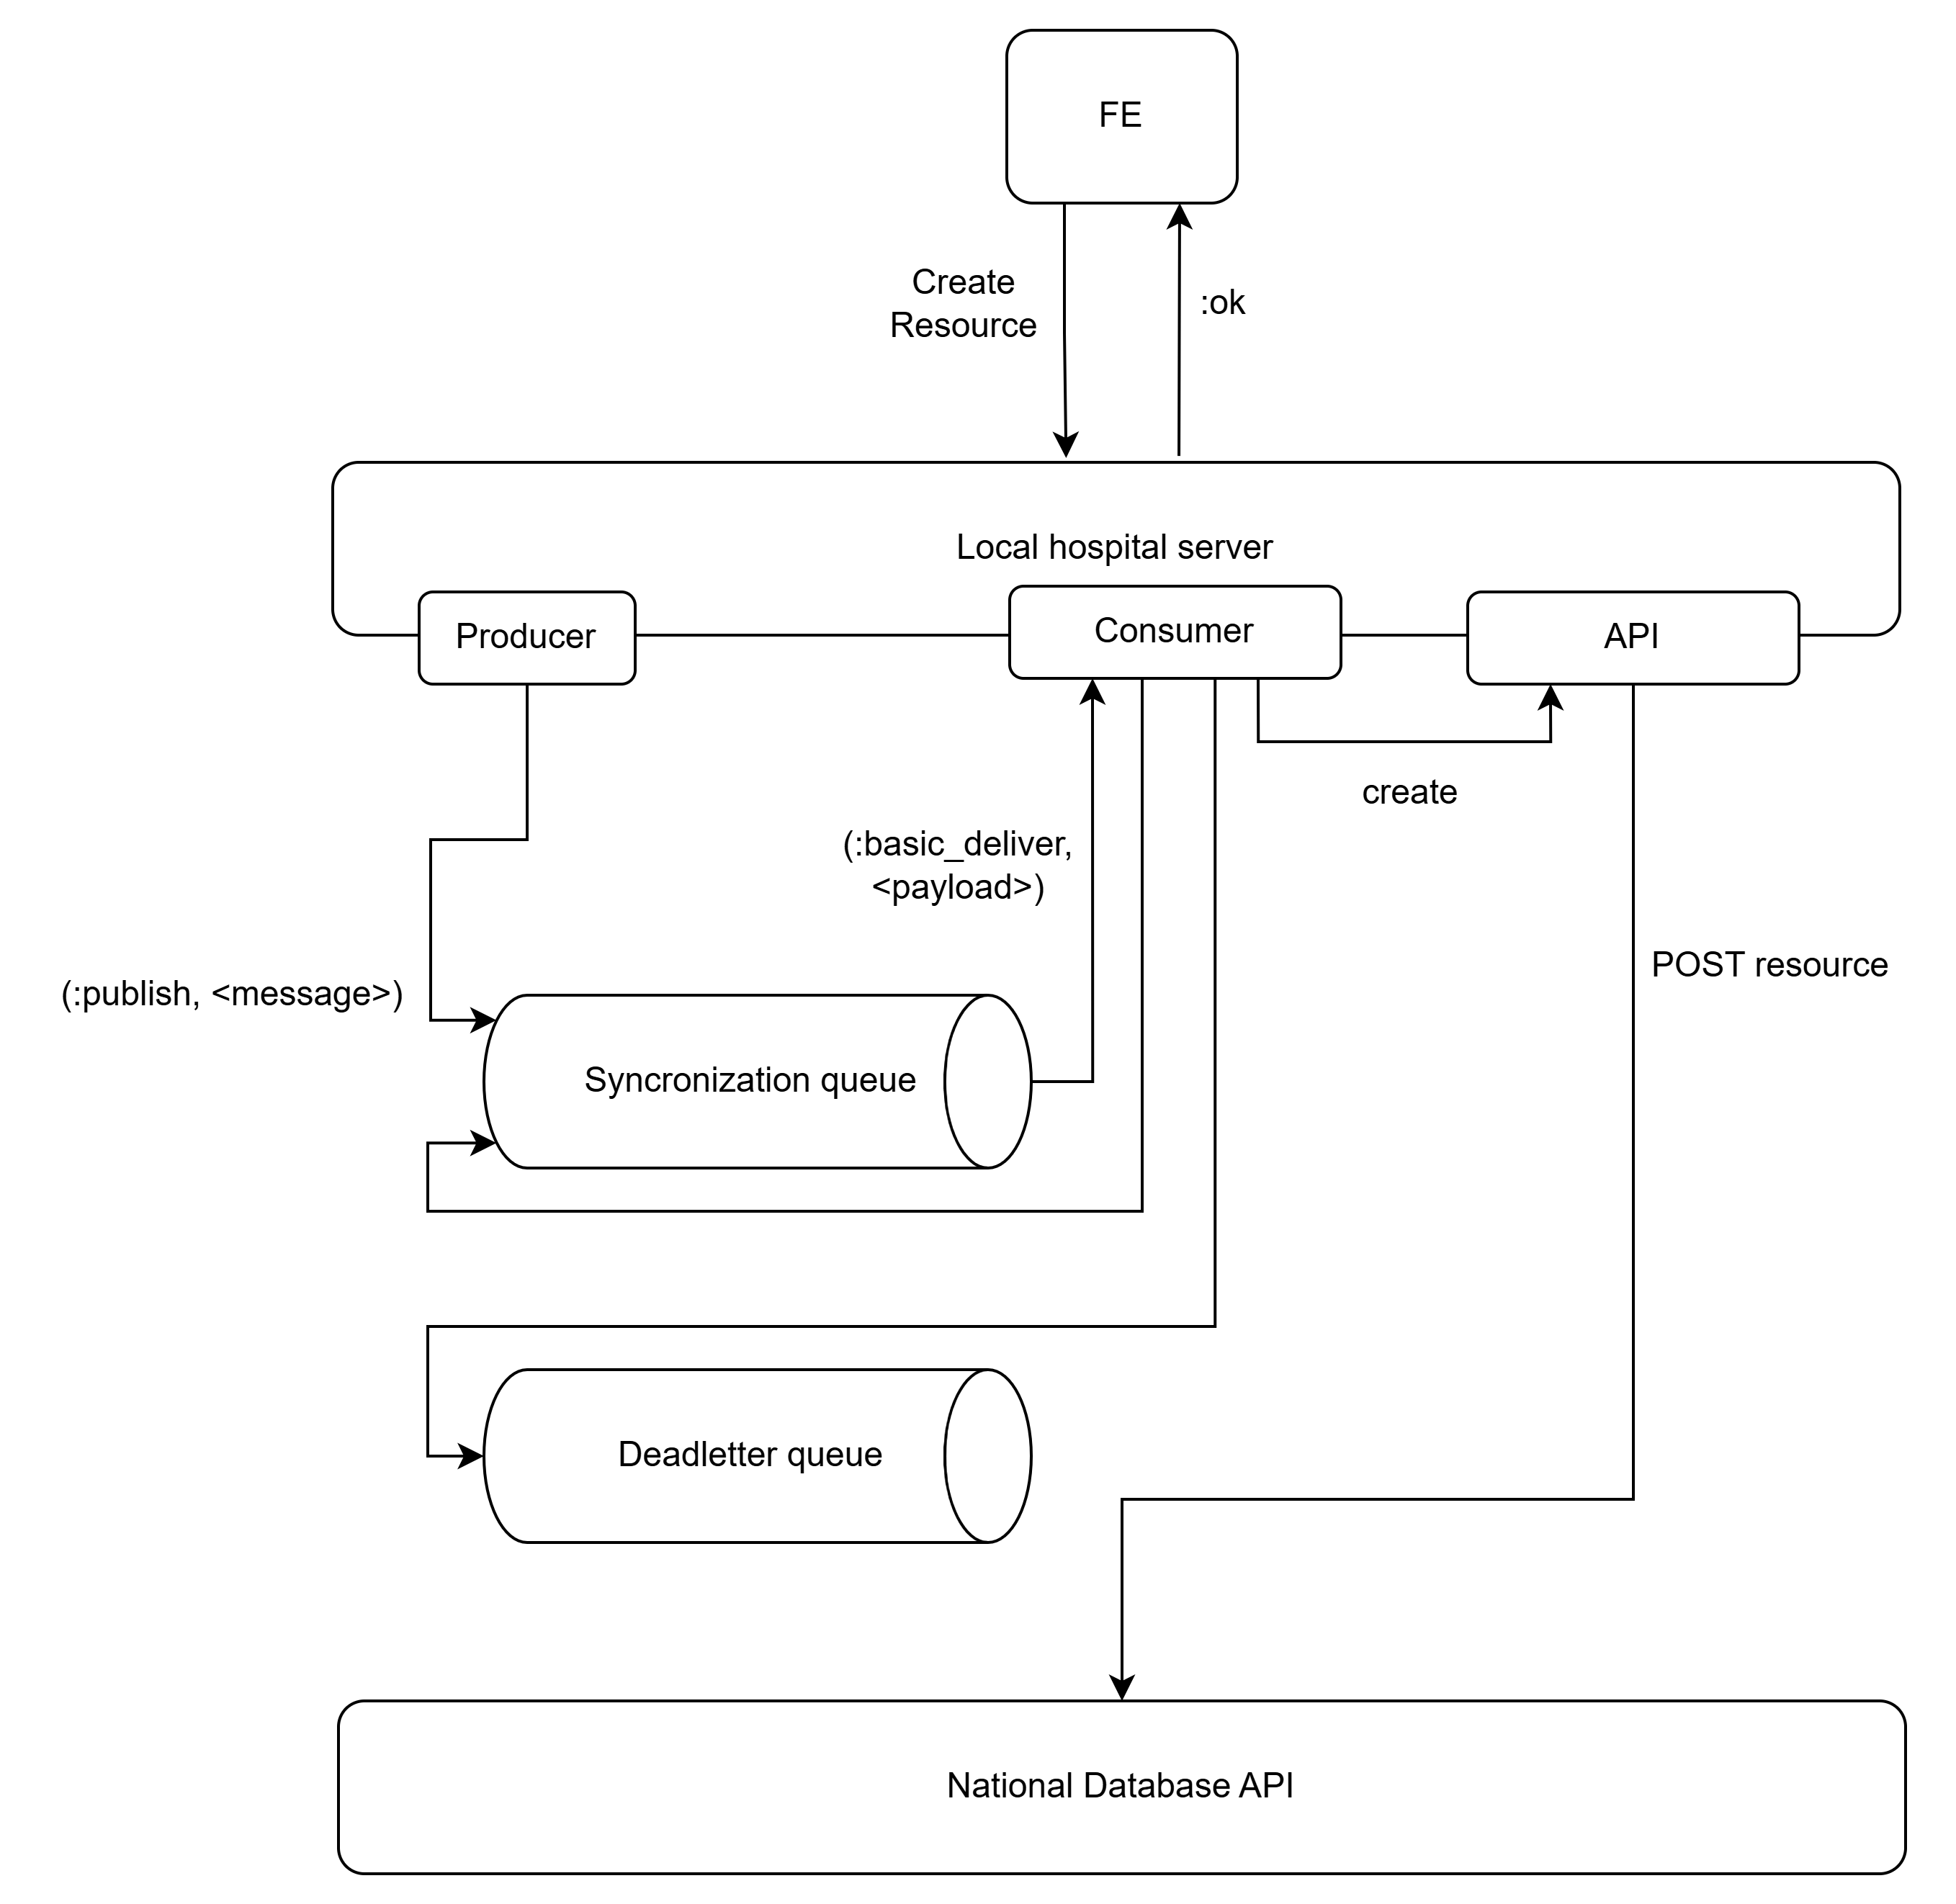 FE
Create
Resource
:ok
Local hospital server
Producer
Consumer
API
create
(:basic_deliver,
<payload>)
POST resource
(:publish, <message>)
Syncronization queue
Deadletter queue
National Database API